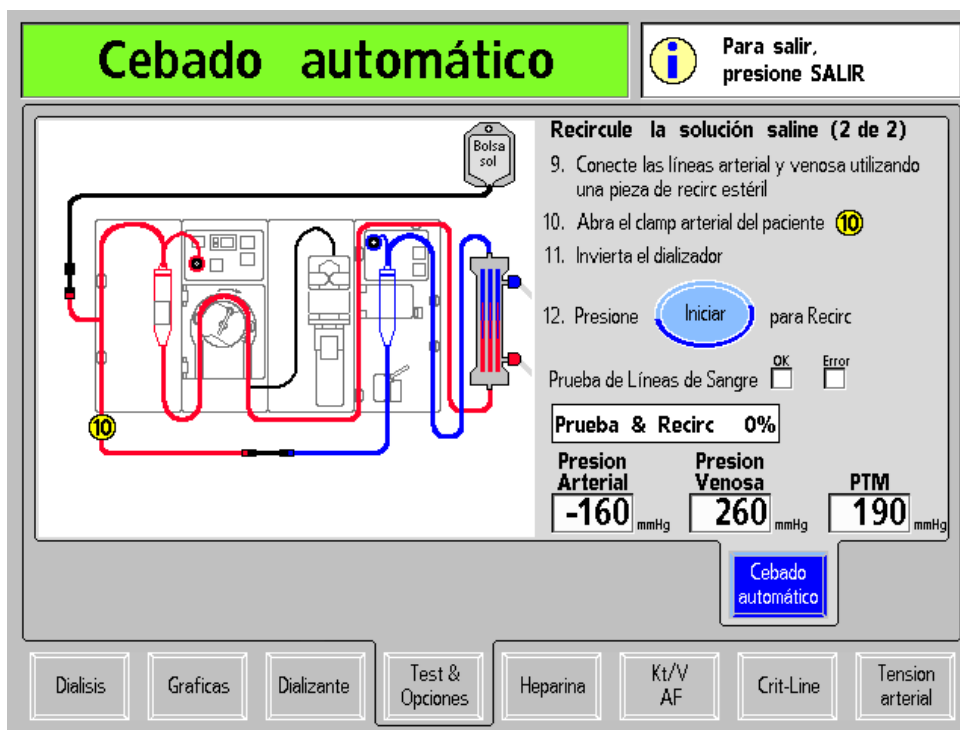 Cebado automático
Para salir,
presione SALIR
Bolsa
sol
10
Recircule la solución saline (2 de 2)
9. Conecte las líneas arterial y venosa utilizando
una pieza de recirc estéril
10. Abra el clamp arterial del paciente 10
11. Invierta el dializador
12. Presione Iniciar para Recirc
OK Error
Prueba de Líneas de Sangre
Prueba & Recirc 0%
Presion
Arterial
-160 mmHg
Presion
Venosa
260 mmHg
PTM
190 mmHg
Cebado
automático
Dialisis
Graficas
Dializante
Test &
Opciones
Heparina
Kt/V
AF
Crit-Line
Tension
arterial